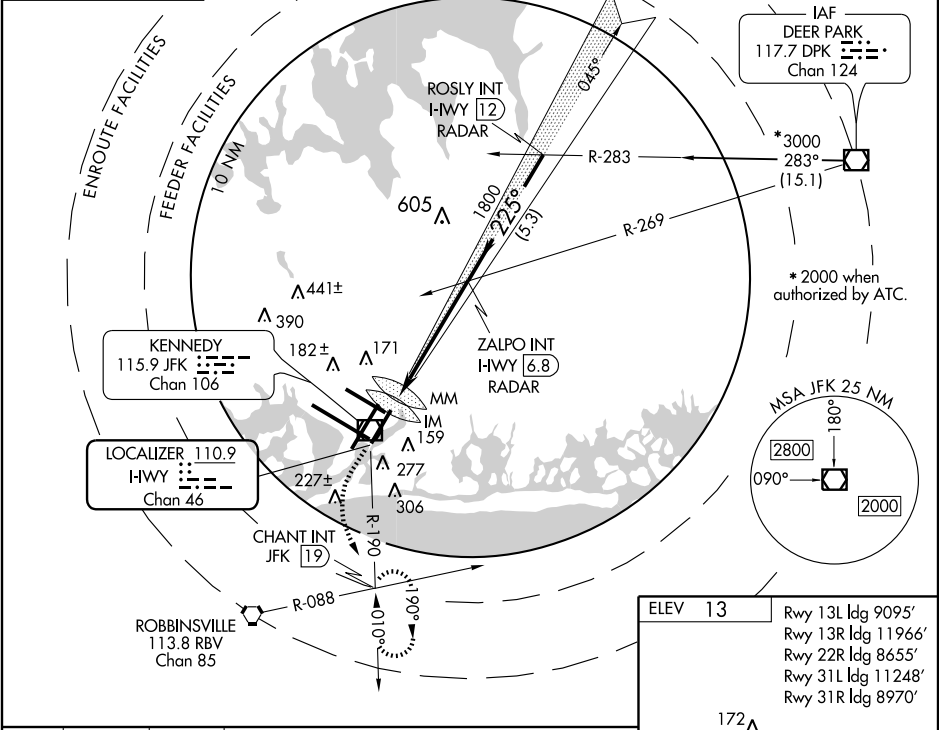 IAF
DEER PARK
117.7 DPK
Chan 124
ENROUTE FACILITIES
FEEDER FACILITIES
10 NM
ROSLY INT
I-IWY 12
RADAR
045°
R-283
*3000
283°
(15.1)
605
1800
225°
(5.3)
R-269
* 2000 when
authorized by ATC.
441±
390
KENNEDY
115.9 JFK
Chan 106
182±
171
ZALPO INT
I-IWY 6.8
RADAR
MM
IM
159
LOCALIZER 110.9
I-IWY
Chan 46
277
227±
306
MSA JFK 25 NM
180°
2800
090°
2000
R-190
CHANT INT
JFK 19
R-088
010°
190°
ROBBINSVILLE
113.8 RBV
Chan 85
ELEV 13
Rwy 13L ldg 9095′
Rwy 13R ldg 11966′
Rwy 22R ldg 8655′
Rwy 31L ldg 11248′
Rwy 31R ldg 8970′
172